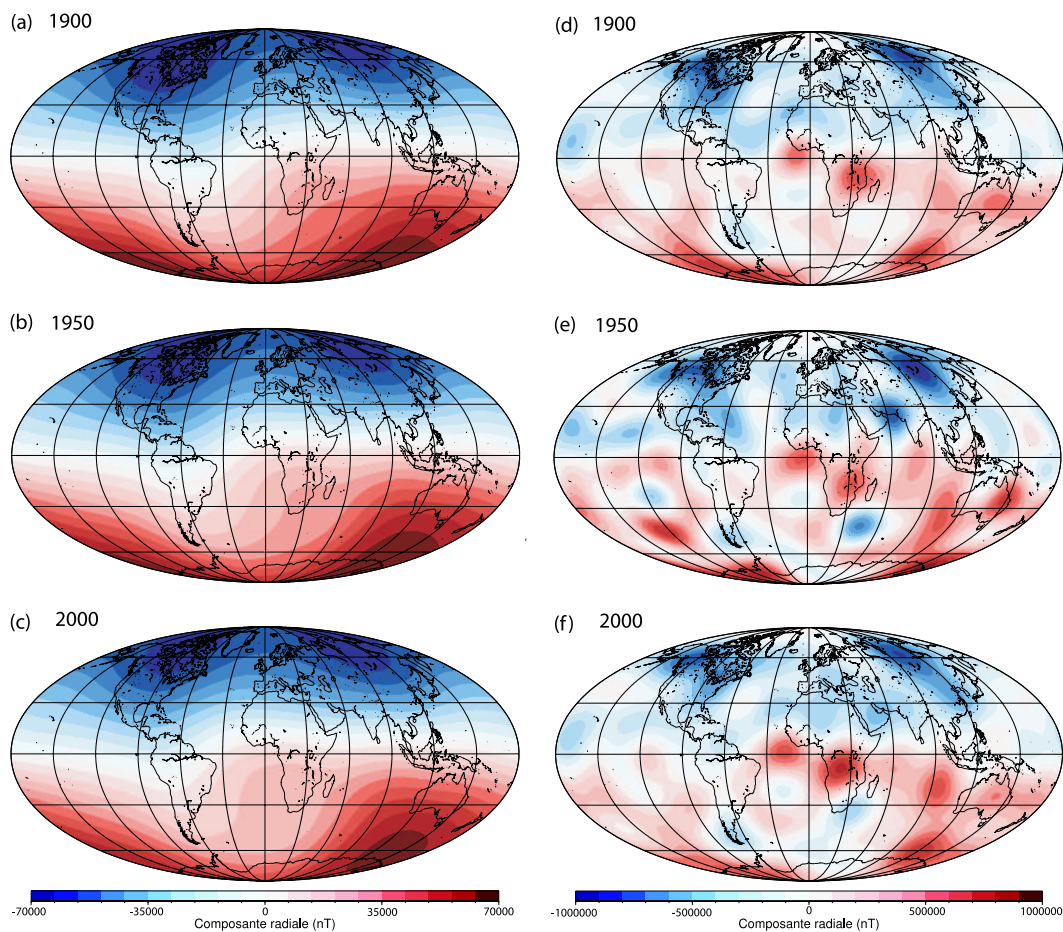 (a) 1900
(d) 1900
(b) 1950
(e) 1950
(c) 2000
(f) 2000
-70000 -35000 0 35000 70000
Composante radiale (nT)
-1000000 -500000 0 500000 1000000
Composante radiale (nT)